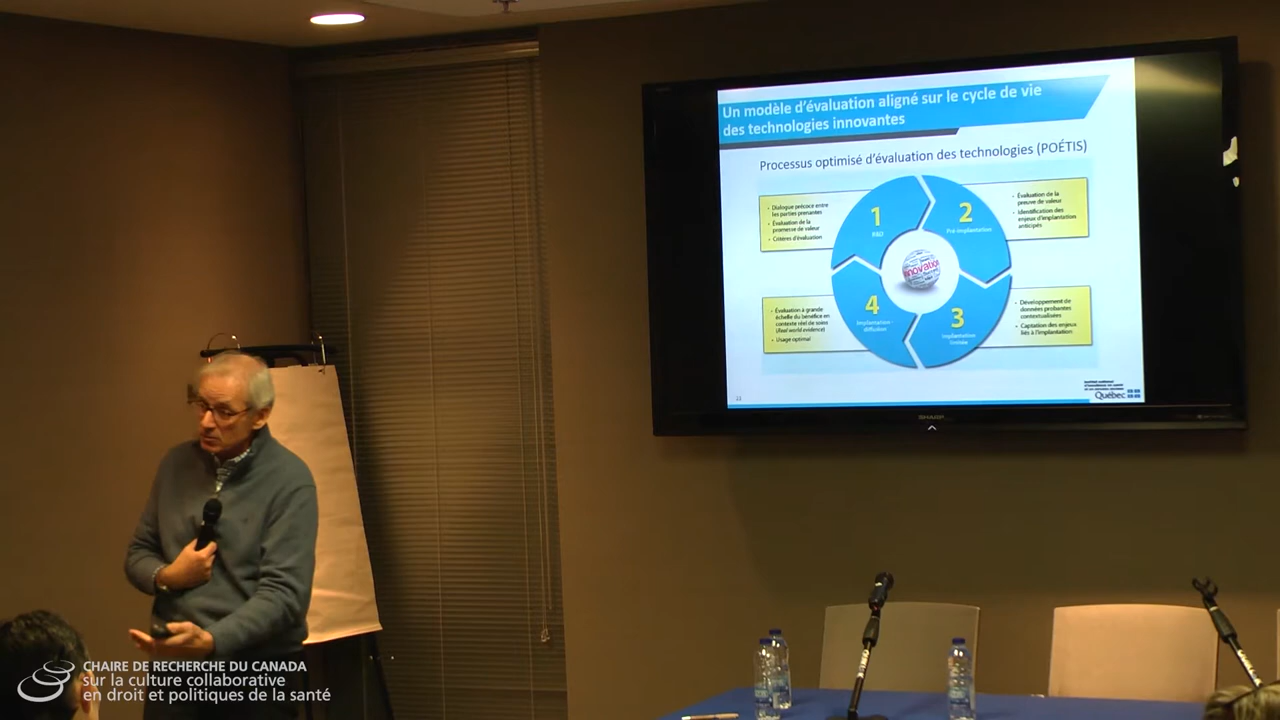 Un modèle d'évaluation aligné sur le cycle de vie
des technologies innovantes
Processus optimisé d'évaluation des technologies (POÉTIS)
• Dialogue précoce entre
les parties prenantes
• Évaluation de la
promesse de valeur
• Critères d'évaluation
1
R&D
2
Pré-implantation
• Évaluation de la
preuve de valeur
• Identification des
enjeux d'implantation
anticipés
innovation
• Évaluation à grande
échelle du bénéfice en
contexte réel de soins
(Real world evidence)
• Usage optimal
4
Implantation -
diffusion
3
Implantation
limitée
• Développement de
données probantes
contextualisées
• Captation des enjeux
liés à l'implantation
Québec
SHARP
CHAIRE DE RECHERCHE DU CANADA
sur la culture collaborative
en droit et politiques de la santé